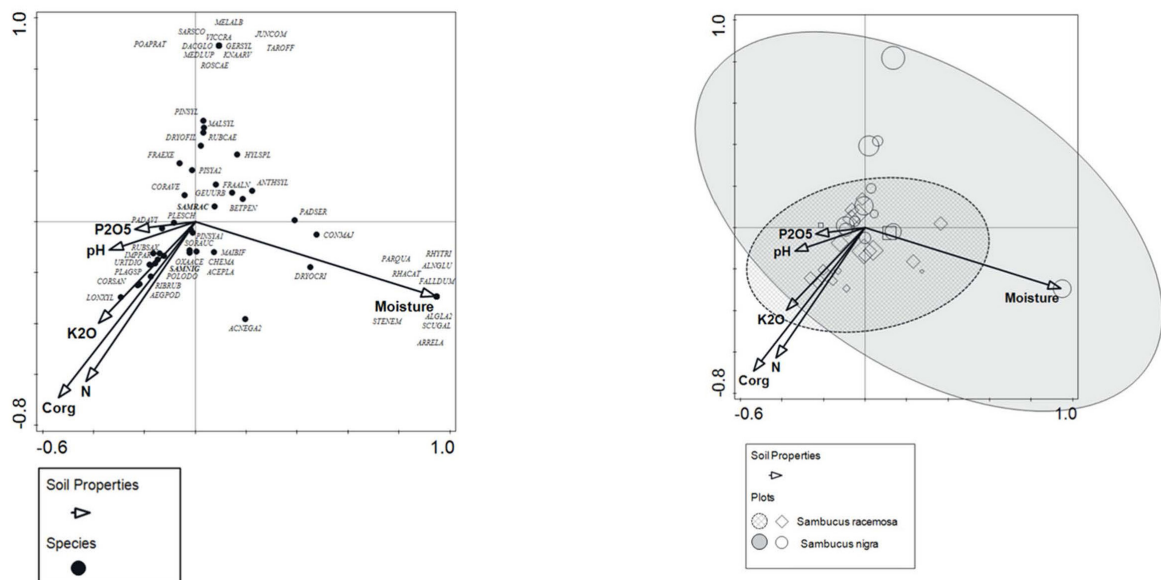 1.0
MELALB
SARSCO
VICCRA
JUNCOM
POAPRAT
DACGLO
GERSYL
TAROFF
MEDLUP
KNAARV
ROSCAE
PINSYL
MALSYL
DRYOFIL
RUBCAE
FRAEXE
HYLSPL
PISYA2
CORAVE
FRAALN
ANTHSYL
GEUURB
BETPEN
SAMRAC
PADSER
PADAVI
PLESCH
P2O5
PINSYA1
CONMAJ
pH
RUBSAX
SORAUC
IMPPAR
OXAACE
MAIBIF
PARQUA
RHYTRI
URTDIO
SAMNIG
CHEMA
ALNGLU
PLAGSP
POLODO
ACEPLA
DRYOCRI
RHACAT
FALLDUM
CORSAN
RIBRUB
LONXYL
AEGPOD
Moisture
K2O
ACNEGA2
STENEM
ALGLA2
SCUGAL
ARRELA
N
Corg
-0.8
-0.6
1.0
Soil Properties
Species
1.0
P2O5
pH
Moisture
K2O
N
Corg
-0.8
-0.6
1.0
Soil Properties
Plots
Sambucus racemosa
Sambucus nigra